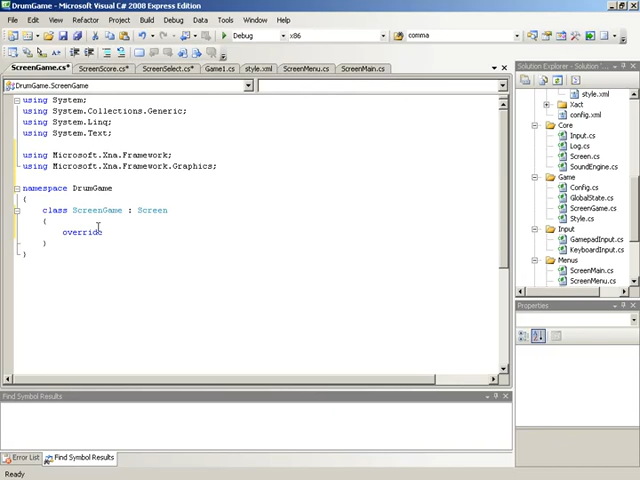 DrumGame - Microsoft Visual C# 2008 Express Edition
File Edit View Refactor Project Build Debug Data Tools Window Help
Debug x86 comma
ScreenGame.cs* ScreenScore.cs* ScreenSelect.cs* Game1.cs style.xml ScreenMenu.cs ScreenMain.cs
DrumGame.ScreenGame
using System;
using System.Collections.Generic;
using System.Linq;
using System.Text;
using Microsoft.Xna.Framework;
using Microsoft.Xna.Framework.Graphics;
namespace DrumGame
{
class ScreenGame : Screen
{
override
}
}
Solution Explorer
style.xml
Xact
config.xml
Core
Input.cs
Log.cs
Screen.cs
SoundEngine.cs
Game
Config.cs
GlobalState.cs
ScreenGame.cs
Style.cs
Input
GamepadInput.cs
KeyboardInput.cs
Menus
ScreenMain.cs
ScreenMenu.cs
Properties
Find Symbol Results
Error List Find Symbol Results
Ready